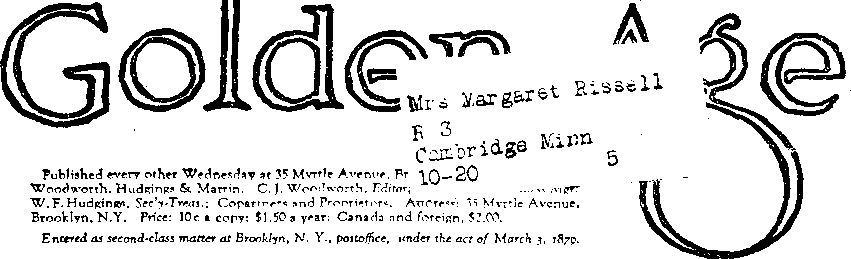 Golden Age
Mrs Margaret Rissell
R 3
Cambridge Minn
10-20 5
Published every other Wednesday at 35 Myrtle Avenue, Br
Woodworth, Hudgings & Martin. C. J. Woodworth, Editor;
W. F. Hudgings, Sec'y-Treas.; Copartners and Proprietors. Address: 35 Myrtle Avenue,
Brooklyn, N.Y. Price: 10c a copy; $1.50 a year; Canada and foreign, $2.00.
Entered as second-class matter at Brooklyn, N. Y., postoffice, under the act of March 3, 1879.